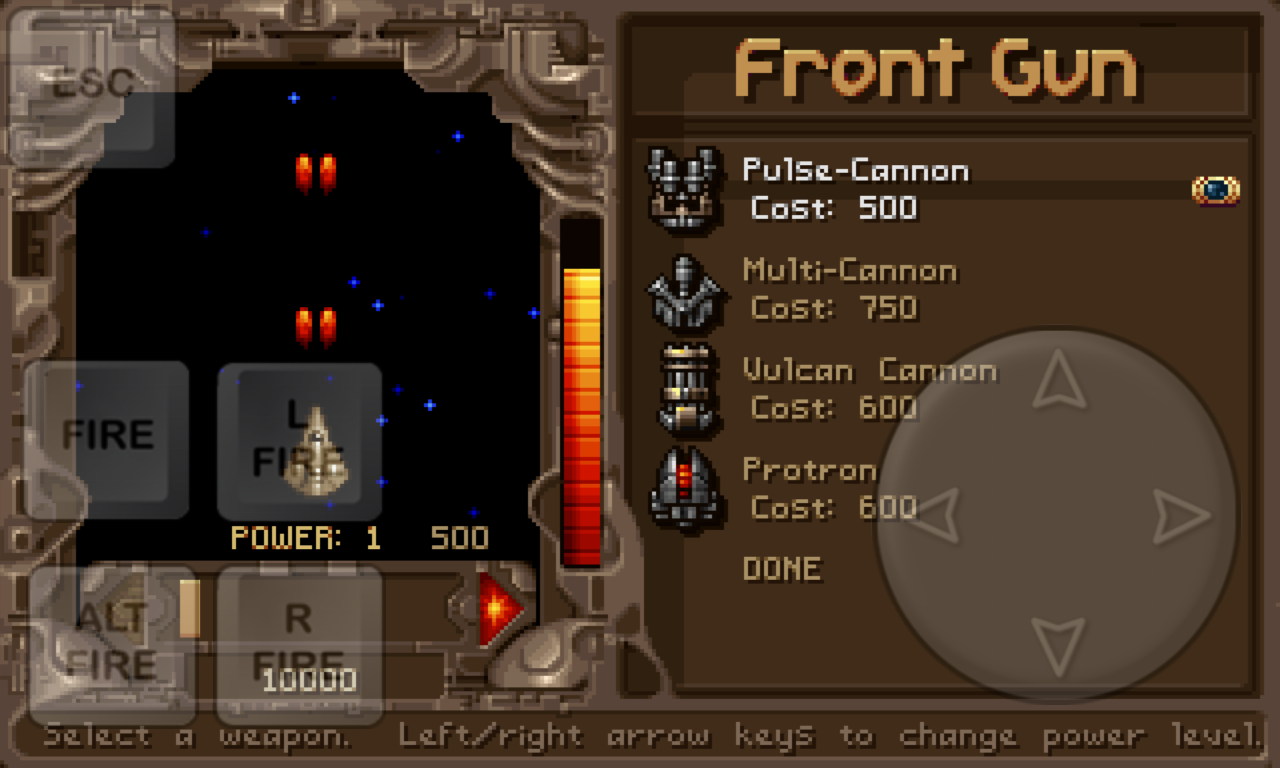 ESC
FIRE
L
FIRE
POWER: 1 500
ALT
FIRE
R
FIRE
10000
Front Gun
Pulse-Cannon
Cost: 500
Multi-Cannon
Cost: 750
Vulcan Cannon
Cost: 600
Protron
Cost: 600
DONE
Select a weapon. Left/right arrow keys to change power level.